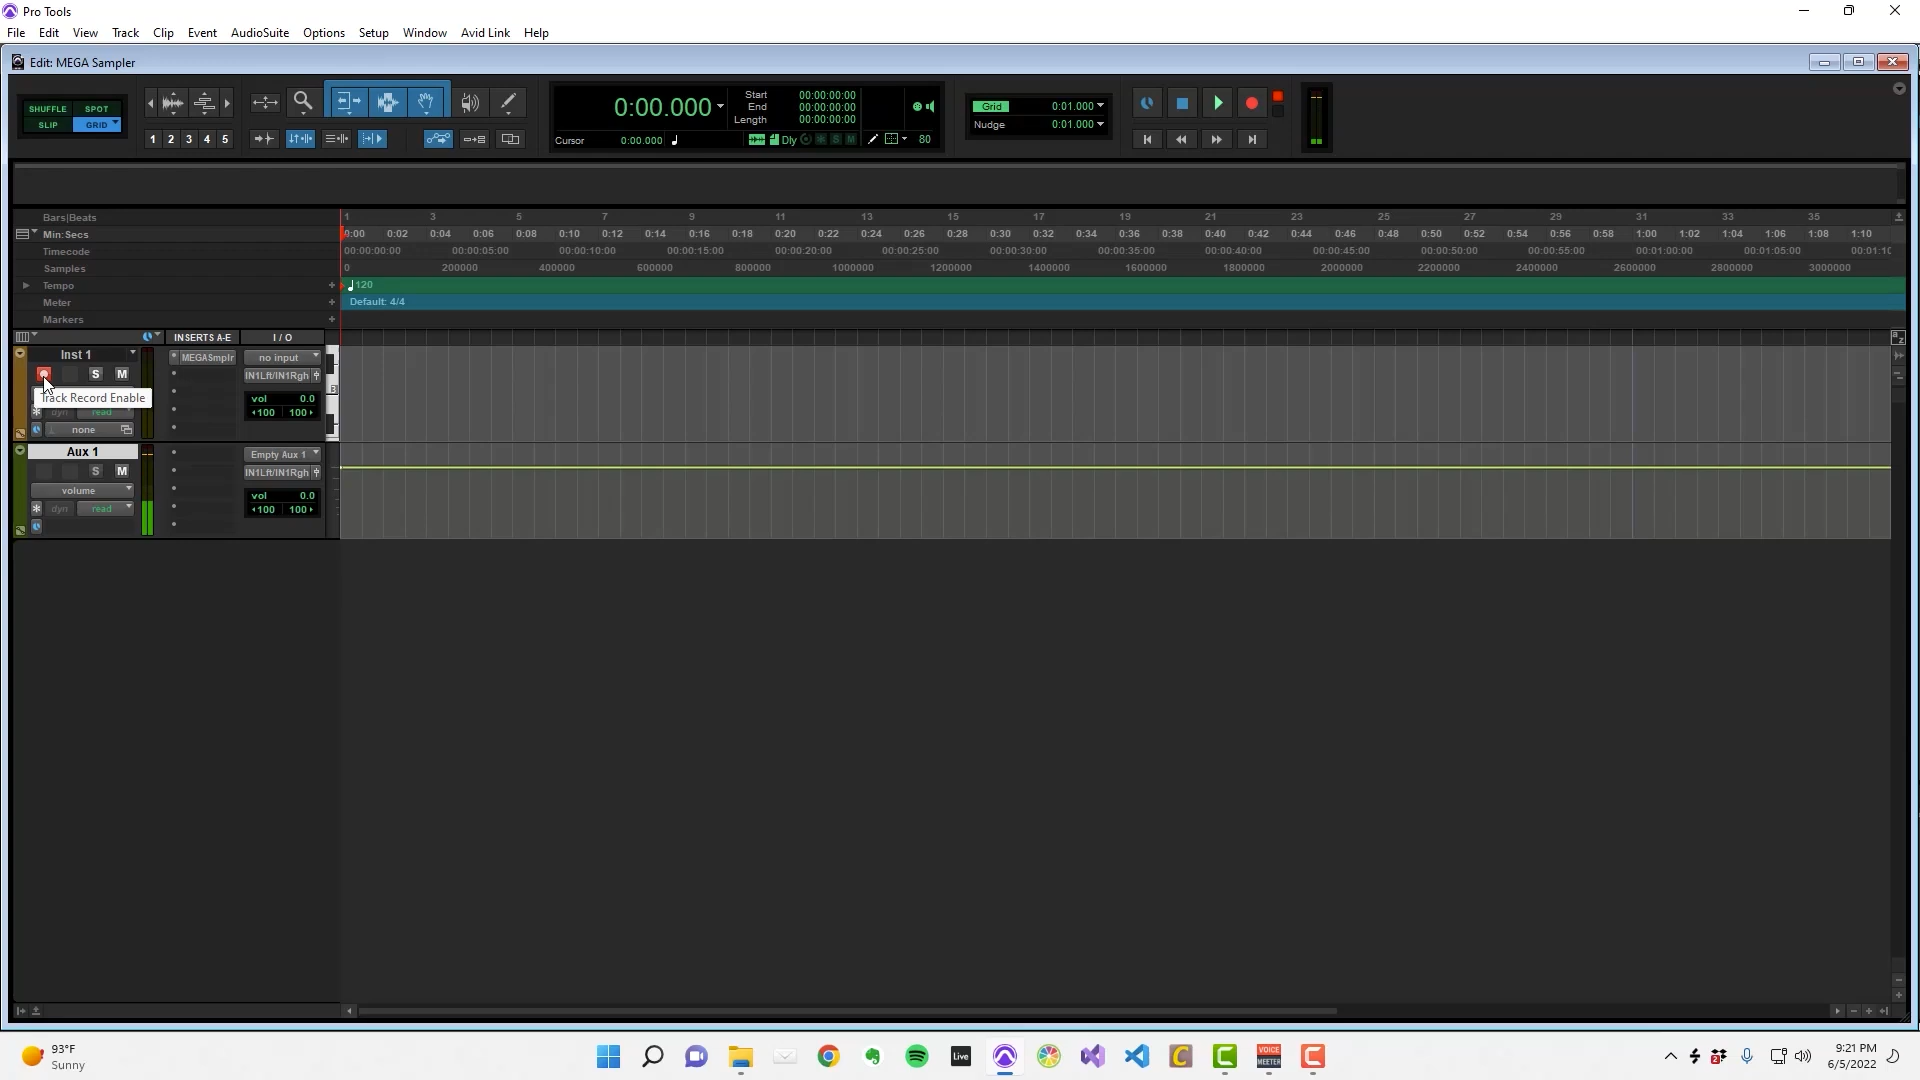 Pro Tools
File Edit View Track Clip Event AudioSuite Options Setup Window Avid Link Help
Edit: MEGA Sampler
SHUFFLE SPOT
SLIP GRID
1 2 3 4 5
0:00.000
Start 00:00:00:00
End 00:00:00:00
Length 00:00:00:00
Cursor 0:00.000 Dly S M 80
Grid 0:01.000
Nudge 0:01.000
Bars|Beats 1 3 5 7 9 11 13 15 17 19 21 23 25 27 29 31 33 35
Min:Secs 0:00 0:02 0:04 0:06 0:08 0:10 0:12 0:14 0:16 0:18 0:20 0:22 0:24 0:26 0:28 0:30 0:32 0:34 0:36 0:38 0:40 0:42 0:44 0:46 0:48 0:50 0:52 0:54 0:56 0:58 1:00 1:02 1:04 1:06 1:08 1:10
Timecode 00:00:00:00 00:00:05:00 00:00:10:00 00:00:15:00 00:00:20:00 00:00:25:00 00:00:30:00 00:00:35:00 00:00:40:00 00:00:45:00 00:00:50:00 00:00:55:00 00:01:00:00 00:01:05:00 00:01:10
Samples 0 200000 400000 600000 800000 1000000 1200000 1400000 1600000 1800000 2000000 2200000 2400000 2600000 2800000 3000000
Tempo + 120
Meter + Default: 4/4
Markers +
INSERTS A-E I / O
Inst 1 MEGASmplr no input
S M IN1Lft/IN1Rgh
Track Record Enable
vol 0.0
dyn read 100 100
none
Aux 1 Empty Aux 1
S M IN1Lft/IN1Rgh
volume vol 0.0
dyn read 100 100
93°F
Sunny
Live
VOICE
MEETER
9:21 PM
6/5/2022